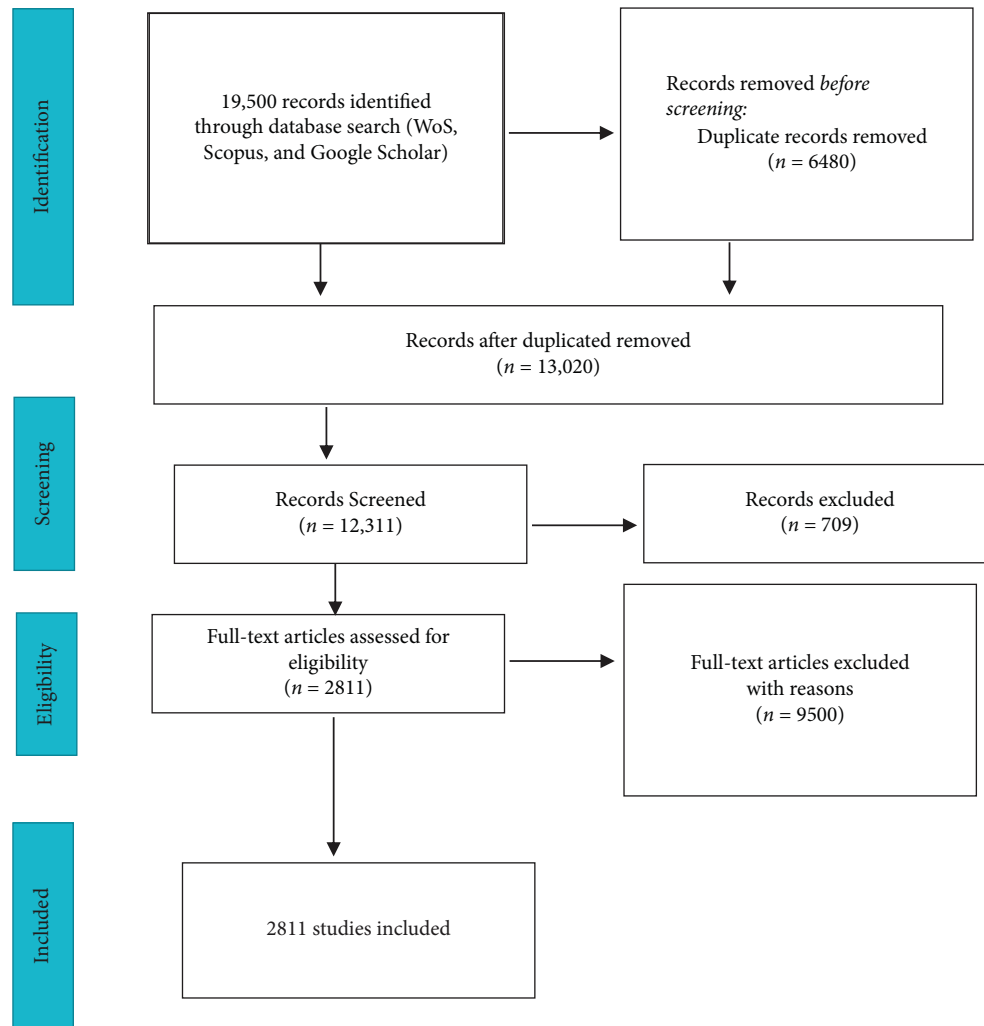 Identification
19,500 records identified
through database search (WoS,
Scopus, and Google Scholar)
Records removed before
screening:
Duplicate records removed
(n = 6480)
Records after duplicated removed
(n = 13,020)
Screening
Records Screened
(n = 12,311)
Records excluded
(n = 709)
Eligibility
Full-text articles assessed for
eligibility
(n = 2811)
Full-text articles excluded
with reasons
(n = 9500)
Included
2811 studies included